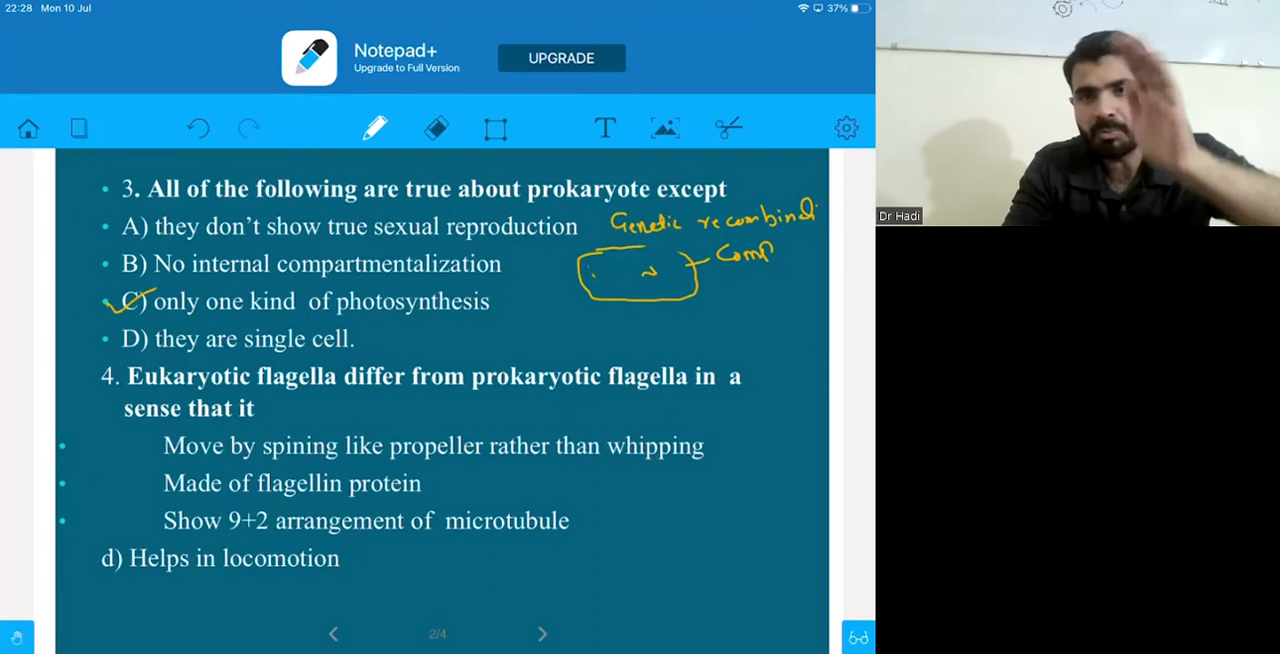 22:28 Mon 10 Jul
37%
Notepad+
Upgrade to Full Version
UPGRADE
T
• 3. All of the following are true about prokaryote except
• A) they don't show true sexual reproduction
Genetic recombinati
• B) No internal compartmentalization
Comp
• C) only one kind of photosynthesis
• D) they are single cell.
4. Eukaryotic flagella differ from prokaryotic flagella in a
sense that it
• Move by spining like propeller rather than whipping
• Made of flagellin protein
• Show 9+2 arrangement of microtubule
d) Helps in locomotion
2/4
Dr Hadi